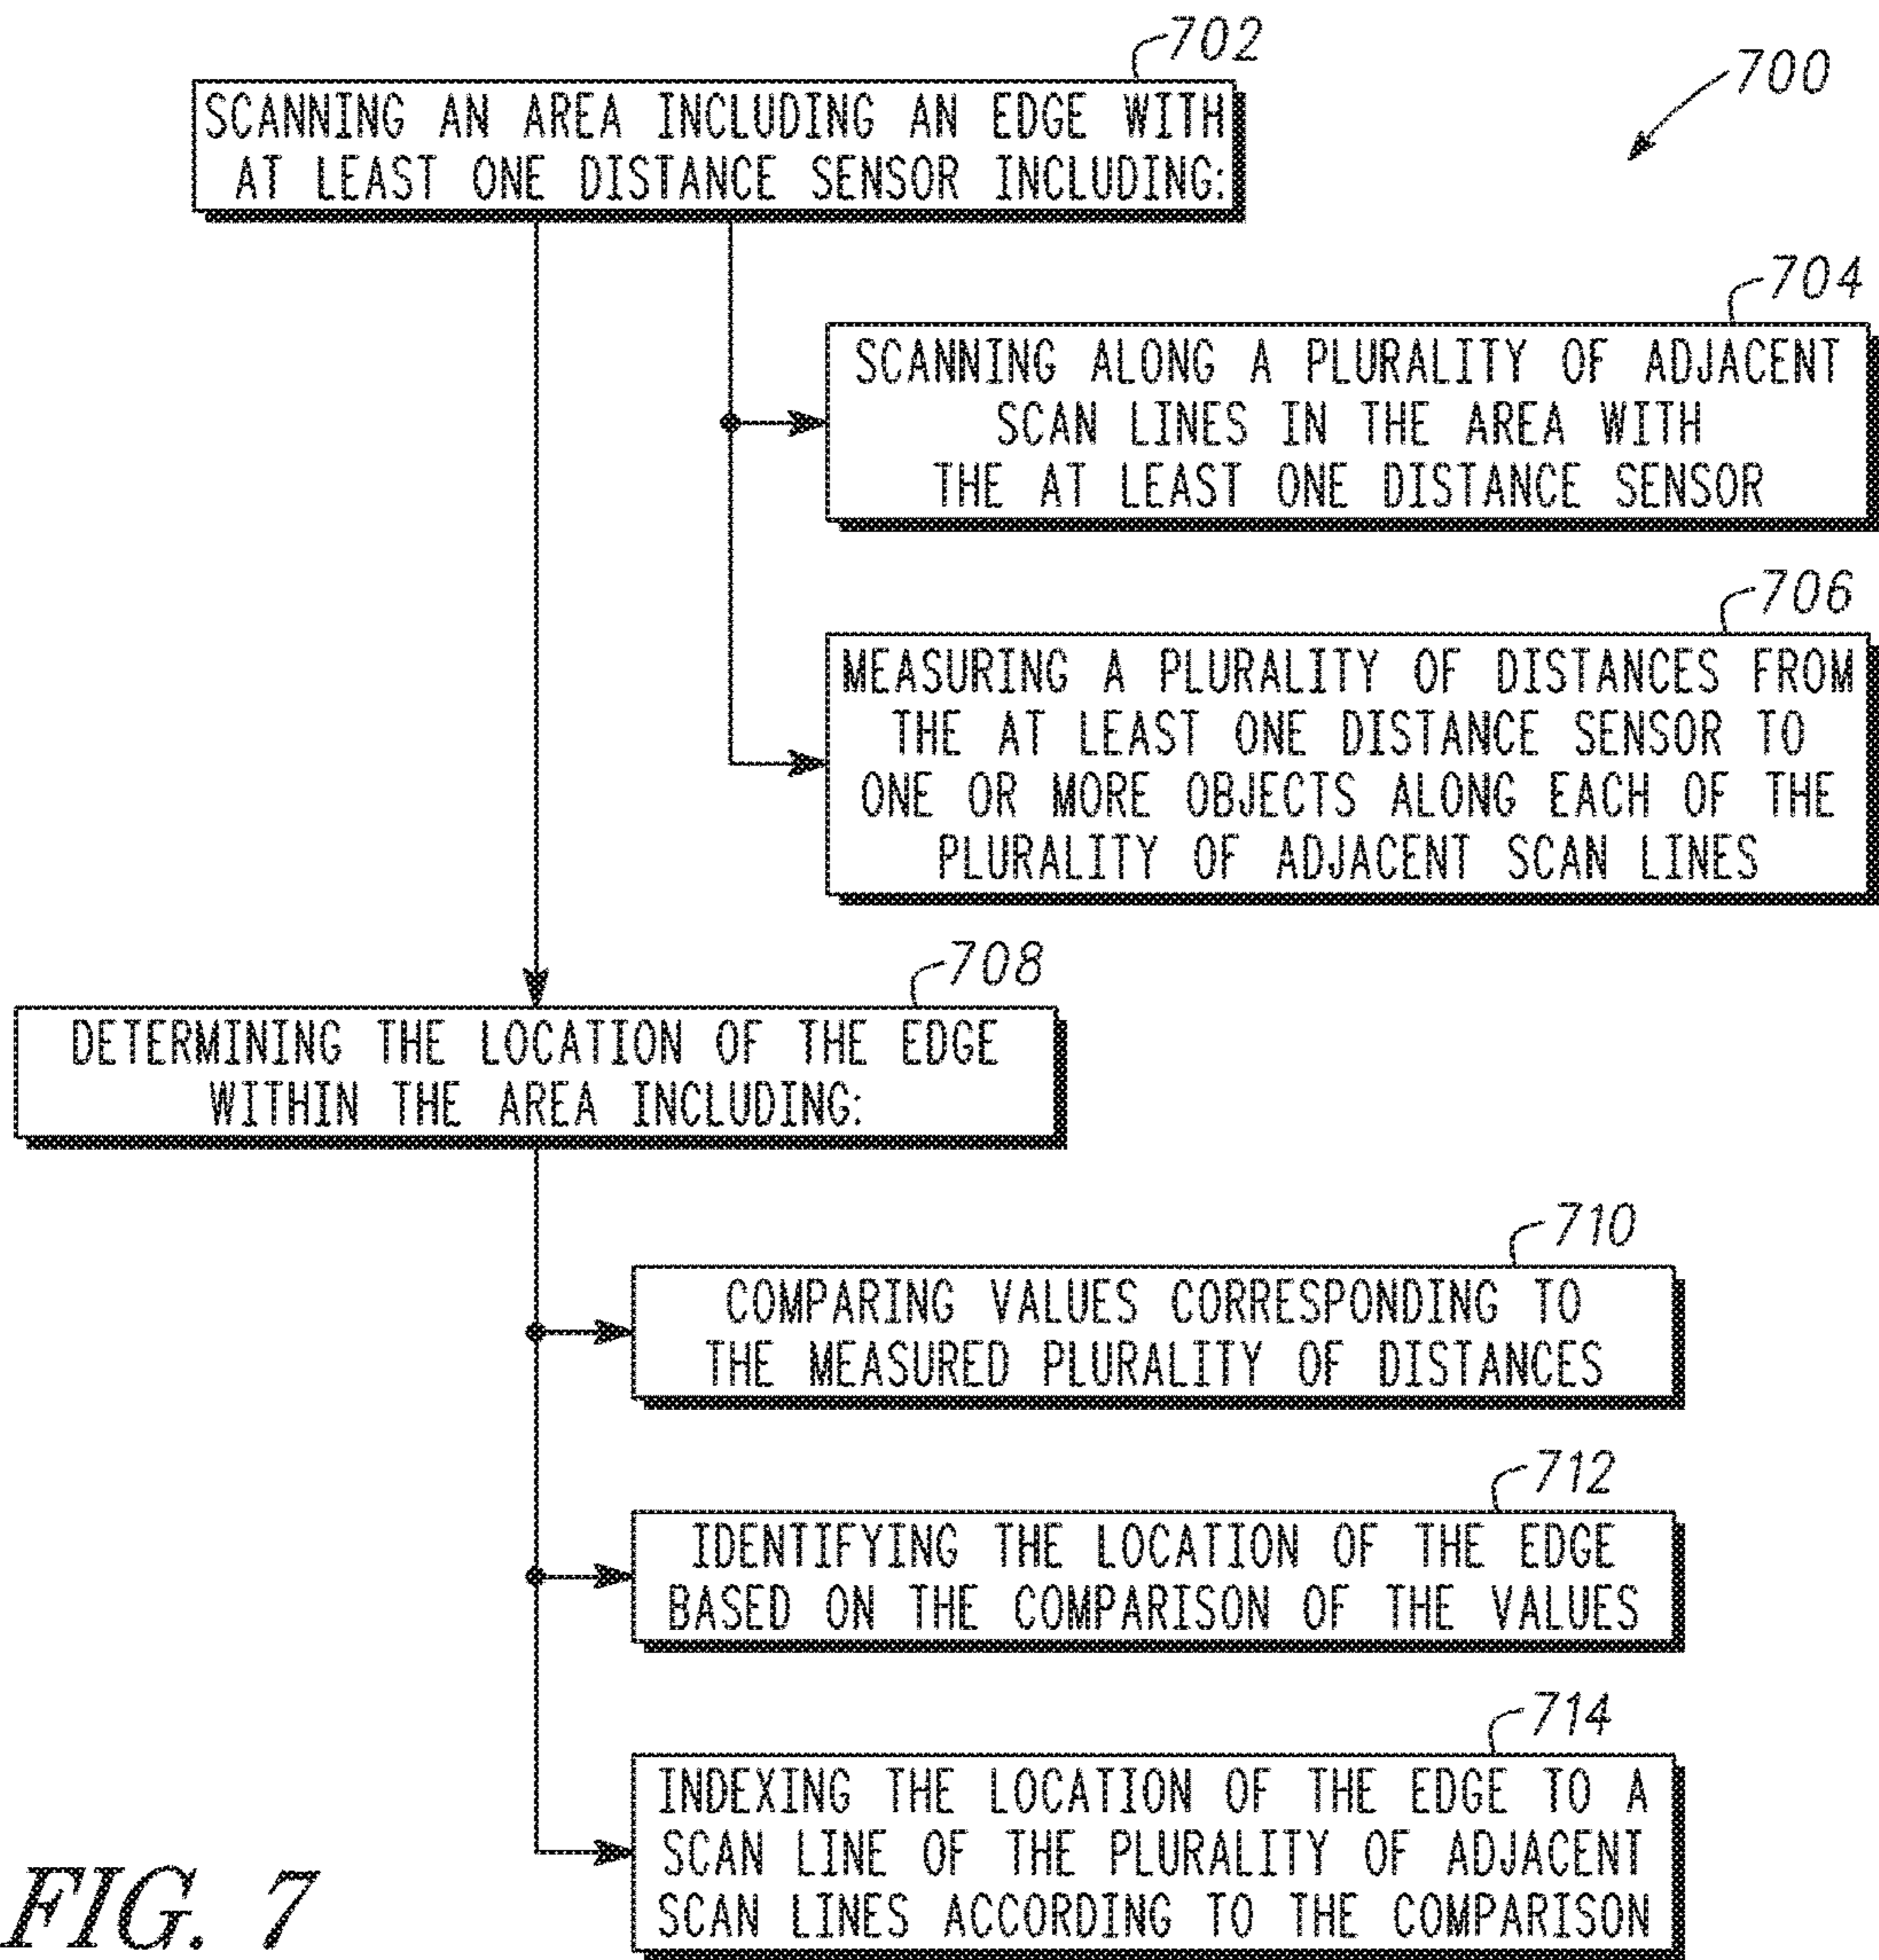 702
700
SCANNING AN AREA INCLUDING AN EDGE WITH
AT LEAST ONE DISTANCE SENSOR INCLUDING:
704
SCANNING ALONG A PLURALITY OF ADJACENT
SCAN LINES IN THE AREA WITH
THE AT LEAST ONE DISTANCE SENSOR
706
MEASURING A PLURALITY OF DISTANCES FROM
THE AT LEAST ONE DISTANCE SENSOR TO
ONE OR MORE OBJECTS ALONG EACH OF THE
PLURALITY OF ADJACENT SCAN LINES
708
DETERMINING THE LOCATION OF THE EDGE
WITHIN THE AREA INCLUDING:
710
COMPARING VALUES CORRESPONDING TO
THE MEASURED PLURALITY OF DISTANCES
712
IDENTIFYING THE LOCATION OF THE EDGE
BASED ON THE COMPARISON OF THE VALUES
714
INDEXING THE LOCATION OF THE EDGE TO A
SCAN LINE OF THE PLURALITY OF ADJACENT
SCAN LINES ACCORDING TO THE COMPARISON
FIG. 7